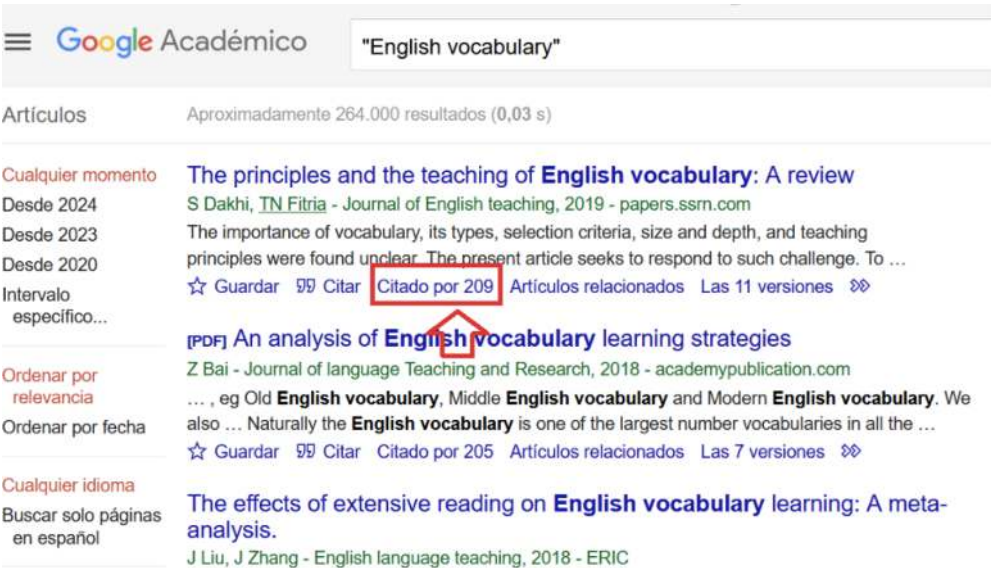 Google Académico
"English vocabulary"
Artículos
Aproximadamente 264.000 resultados (0,03 s)
Cualquier momento
Desde 2024
Desde 2023
Desde 2020
Intervalo
específico...
Ordenar por
relevancia
Ordenar por fecha
Cualquier idioma
Buscar solo páginas
en español
The principles and the teaching of English vocabulary: A review
S Dakhi, TN Fitria - Journal of English teaching, 2019 - papers.ssrn.com
The importance of vocabulary, its types, selection criteria, size and depth, and teaching
principles were found unclear. The present article seeks to respond to such challenge. To …
Guardar Citar Citado por 209 Artículos relacionados Las 11 versiones
[PDF] An analysis of English vocabulary learning strategies
Z Bai - Journal of language Teaching and Research, 2018 - academypublication.com
… , eg Old English vocabulary, Middle English vocabulary and Modern English vocabulary. We
also … Naturally the English vocabulary is one of the largest number vocabularies in all the …
Guardar Citar Citado por 205 Artículos relacionados Las 7 versiones
The effects of extensive reading on English vocabulary learning: A meta-
analysis.
J Liu, J Zhang - English language teaching, 2018 - ERIC